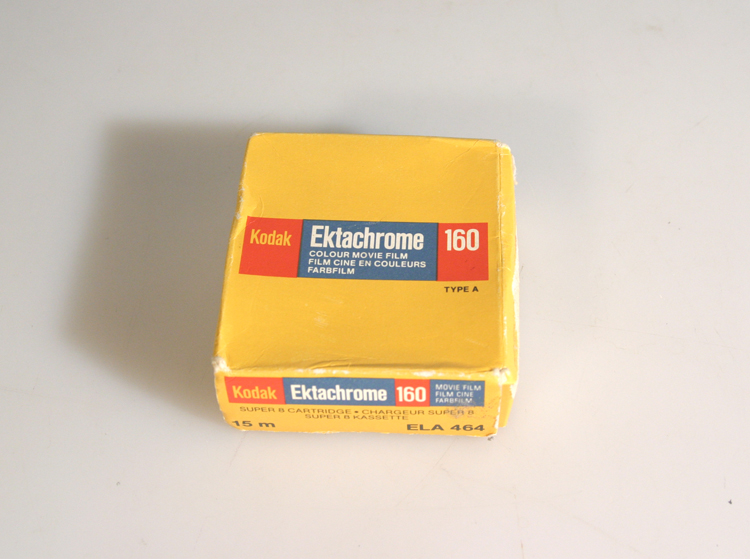 Kodak Ektachrome 160
COLOUR MOVIE FILM
FILM CINE EN COULEURS
FARBFILM
TYPE A
Kodak Ektachrome 160
MOVIE FILM
FILM CINE
FARBFILM
SUPER 8 CARTRIDGE • CHARGEUR SUPER 8
SUPER 8 KASSETTE
15 m ELA 464